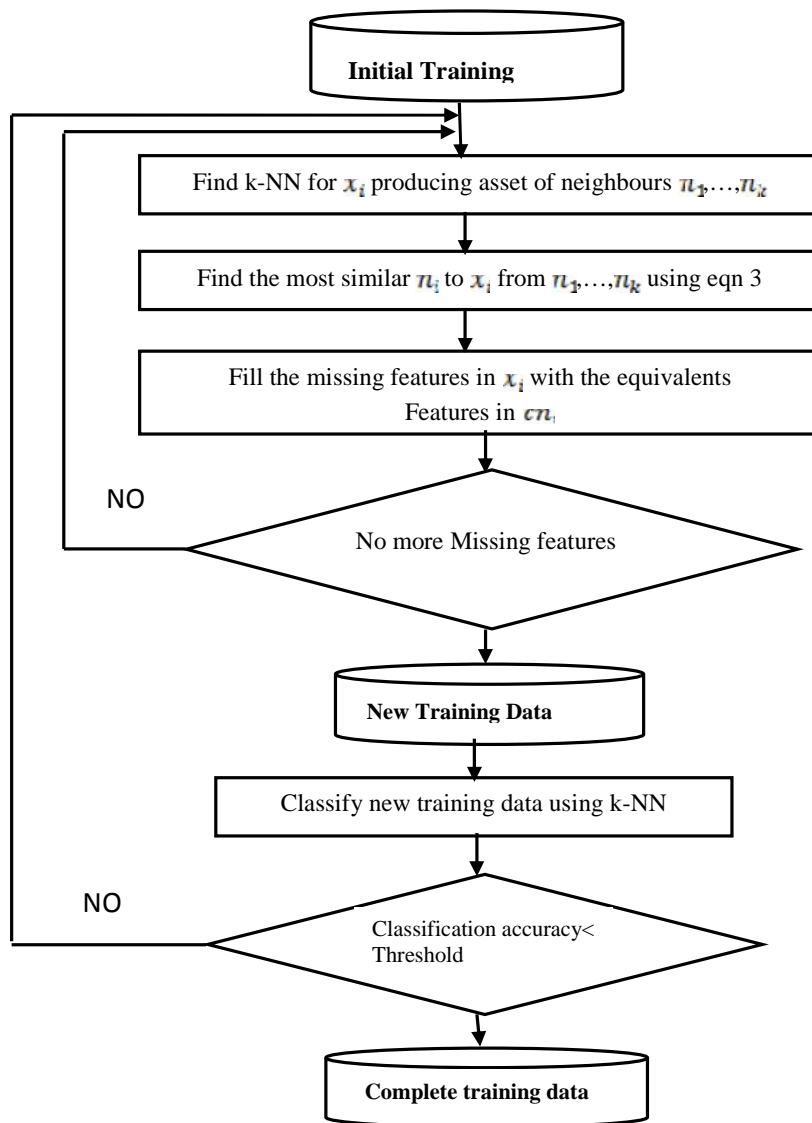 Initial Training
Find k-NN for x_i producing asset of neighbours n_1,…,n_k
Find the most similar n_i to x_i from n_1,…,n_k using eqn 3
Fill the missing features in x_i with the equivalents
Features in cn_i
NO
No more Missing features
New Training Data
Classify new training data using k-NN
NO
Classification accuracy<
Threshold
Complete training data